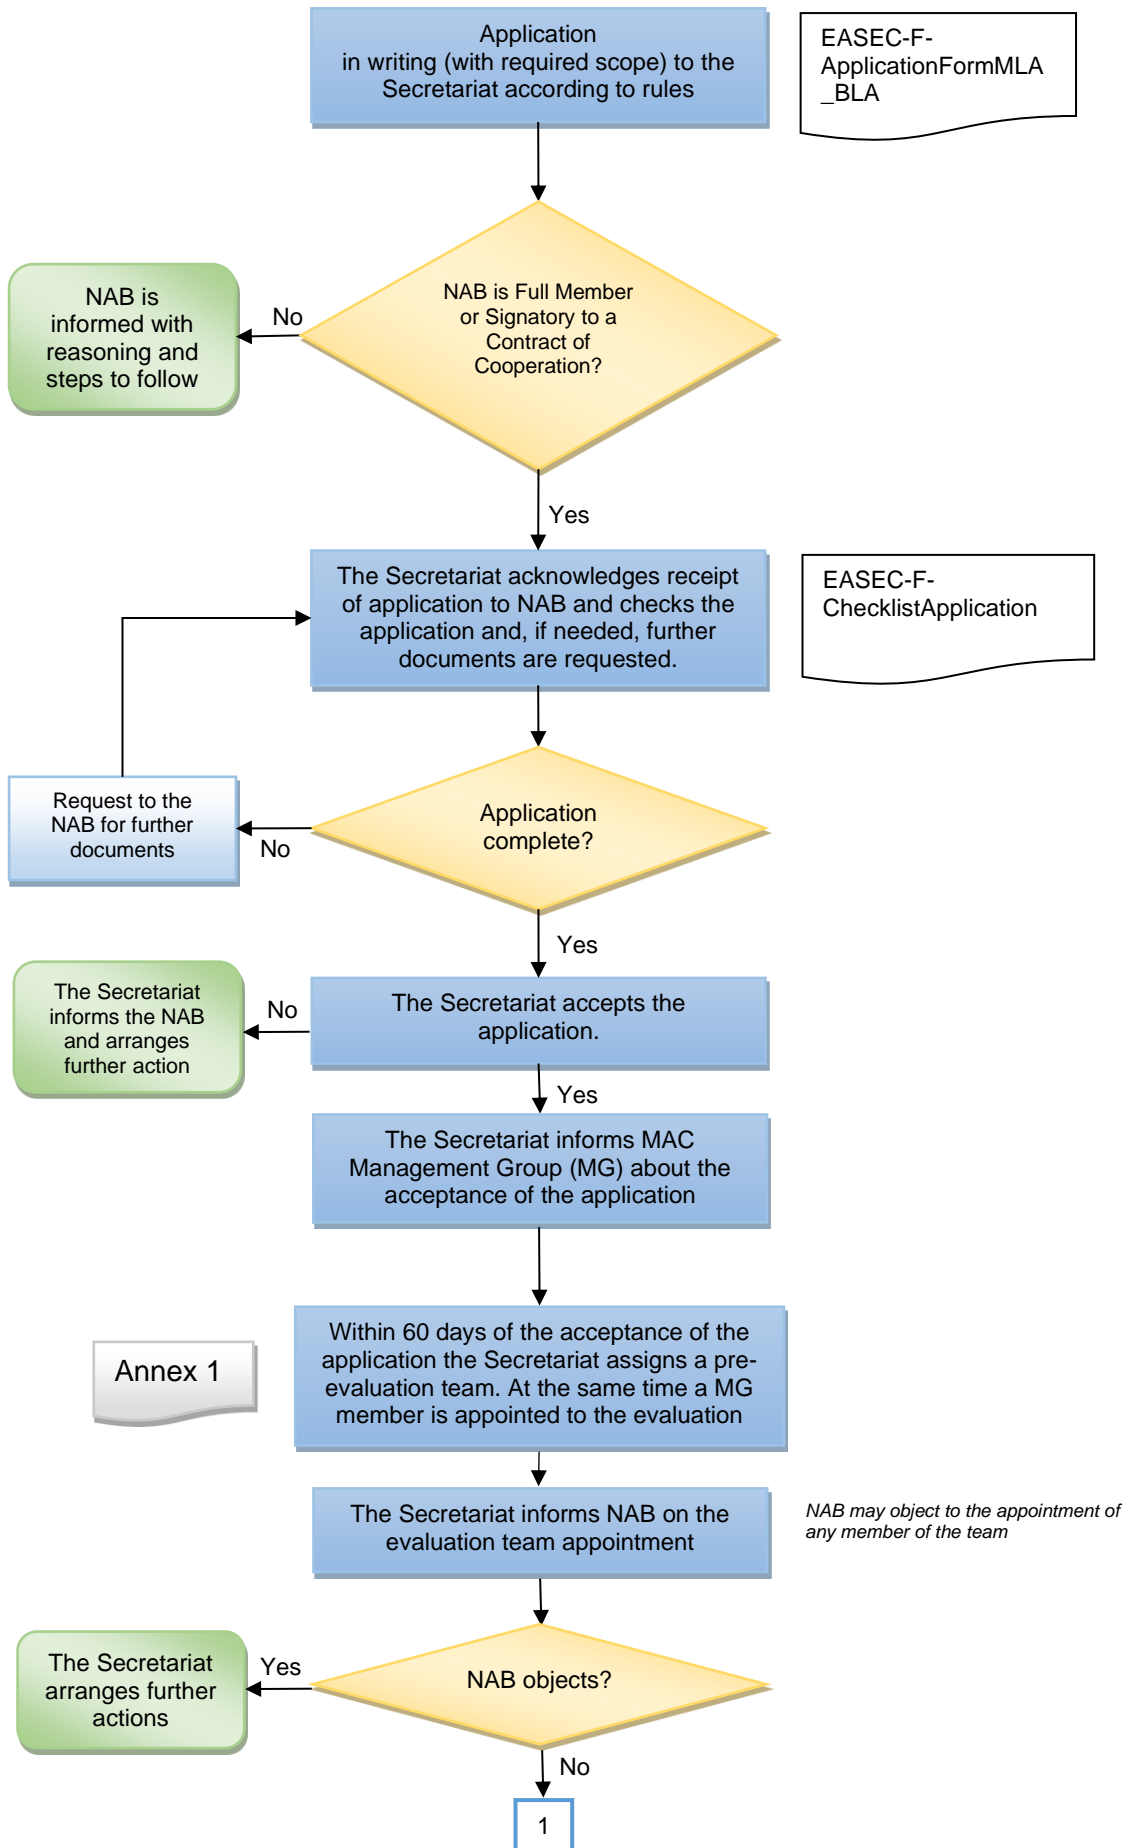 Application
in writing (with required scope) to the
Secretariat according to rules
EASEC-F-
ApplicationFormMLA
_BLA
NAB is Full Member
or Signatory to a
Contract of
Cooperation?
No
NAB is
informed with
reasoning and
steps to follow
Yes
The Secretariat acknowledges receipt
of application to NAB and checks the
application and, if needed, further
documents are requested.
EASEC-F-
ChecklistApplication
Application
complete?
No
Request to the
NAB for further
documents
Yes
The Secretariat accepts the
application.
No
The Secretariat
informs the NAB
and arranges
further action
Yes
The Secretariat informs MAC
Management Group (MG) about the
acceptance of the application
Annex 1
Within 60 days of the acceptance of the
application the Secretariat assigns a pre-
evaluation team. At the same time a MG
member is appointed to the evaluation
The Secretariat informs NAB on the
evaluation team appointment
NAB may object to the appointment of
any member of the team
NAB objects?
Yes
The Secretariat
arranges further
actions
No
1